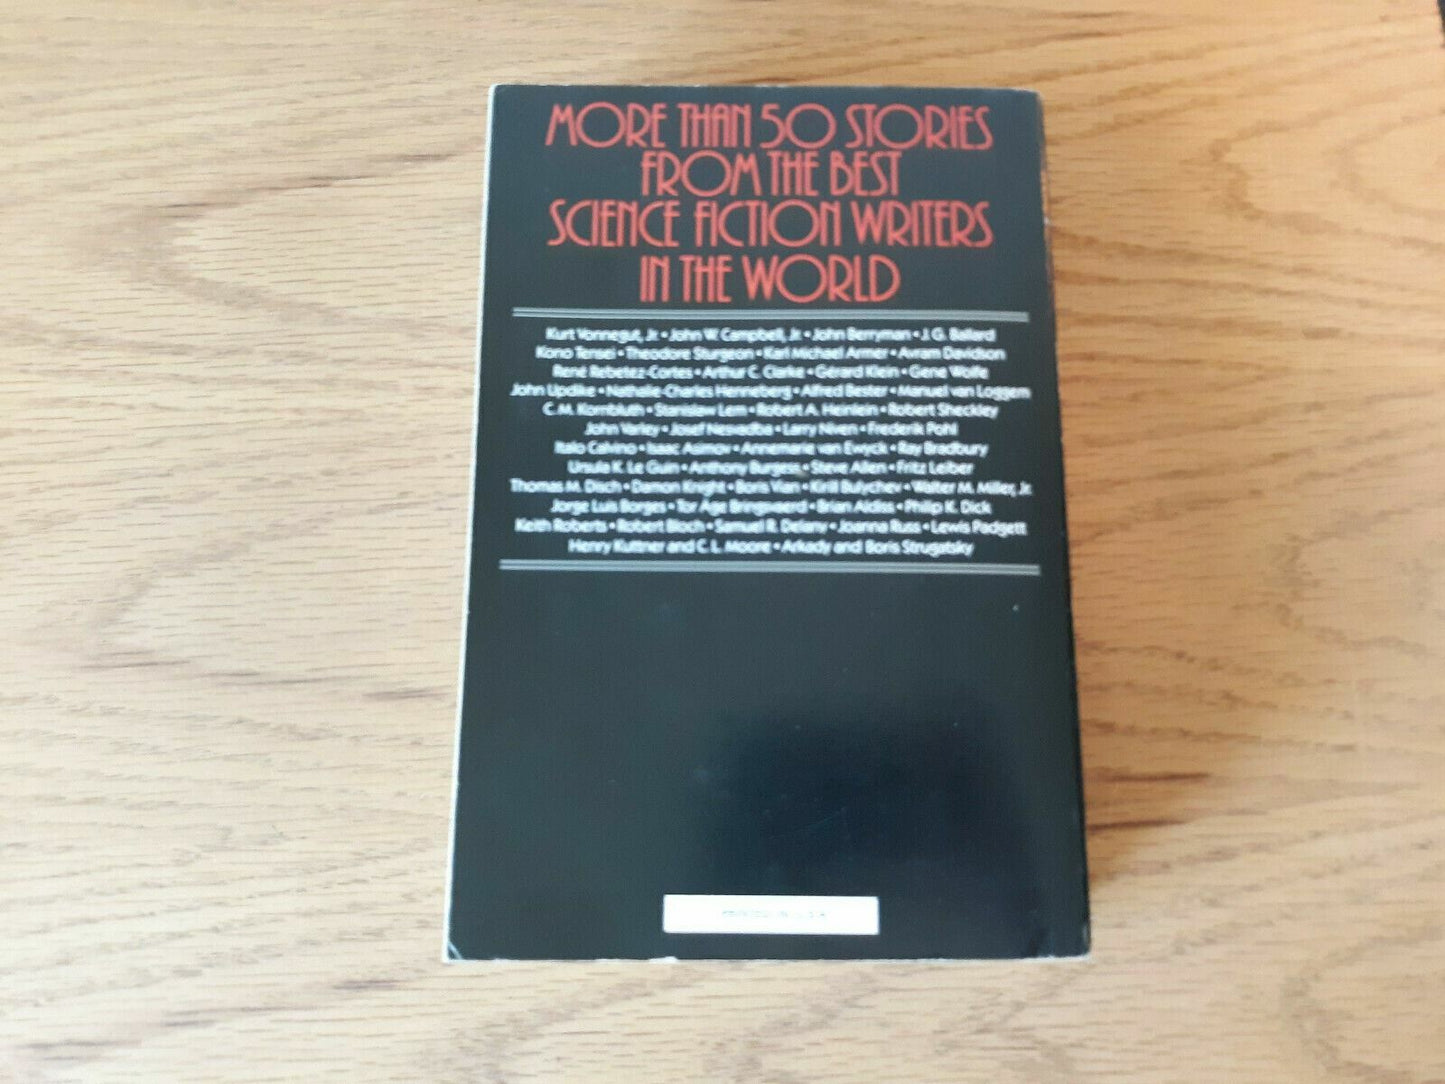 MORE THAN 50 STORIES
FROM THE BEST
SCIENCE FICTION WRITERS
IN THE WORLD
Kurt Vonnegut, Jr. • John W. Campbell, Jr. • John Berryman • J. G. Ballard
Kono Tensei • Theodore Sturgeon • Karl Michael Armer • Avram Davidson
René Rebetez-Cortes • Arthur C. Clarke • Gérard Klein • Gene Wolfe
John Updike • Nathalie-Charles Henneberg • Alfred Bester • Manuel van Loggem
C. M. Kornbluth • Stanislaw Lem • Robert A. Heinlein • Robert Sheckley
John Varley • Josef Nesvadba • Larry Niven • Frederik Pohl
Italo Calvino • Isaac Asimov • Annemarie van Ewyck • Ray Bradbury
Ursula K. Le Guin • Anthony Burgess • Steve Allen • Fritz Leiber
Thomas M. Disch • Damon Knight • Boris Vian • Kirill Bulychev • Walter M. Miller, Jr.
Jorge Luis Borges • Tor Åge Bringsvaerd • Brian Aldiss • Philip K. Dick
Keith Roberts • Robert Bloch • Samuel R. Delany • Joanna Russ • Lewis Padgett
Henry Kuttner and C. L. Moore • Arkady and Boris Strugatsky